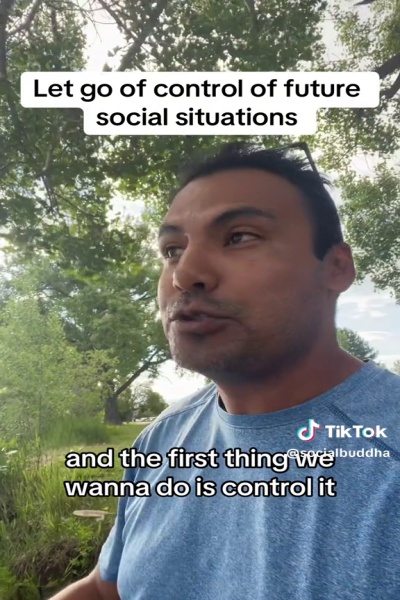 Let go of control of future
social situations
TikTok
@socialbuddha
and the first thing we
wanna do is control it